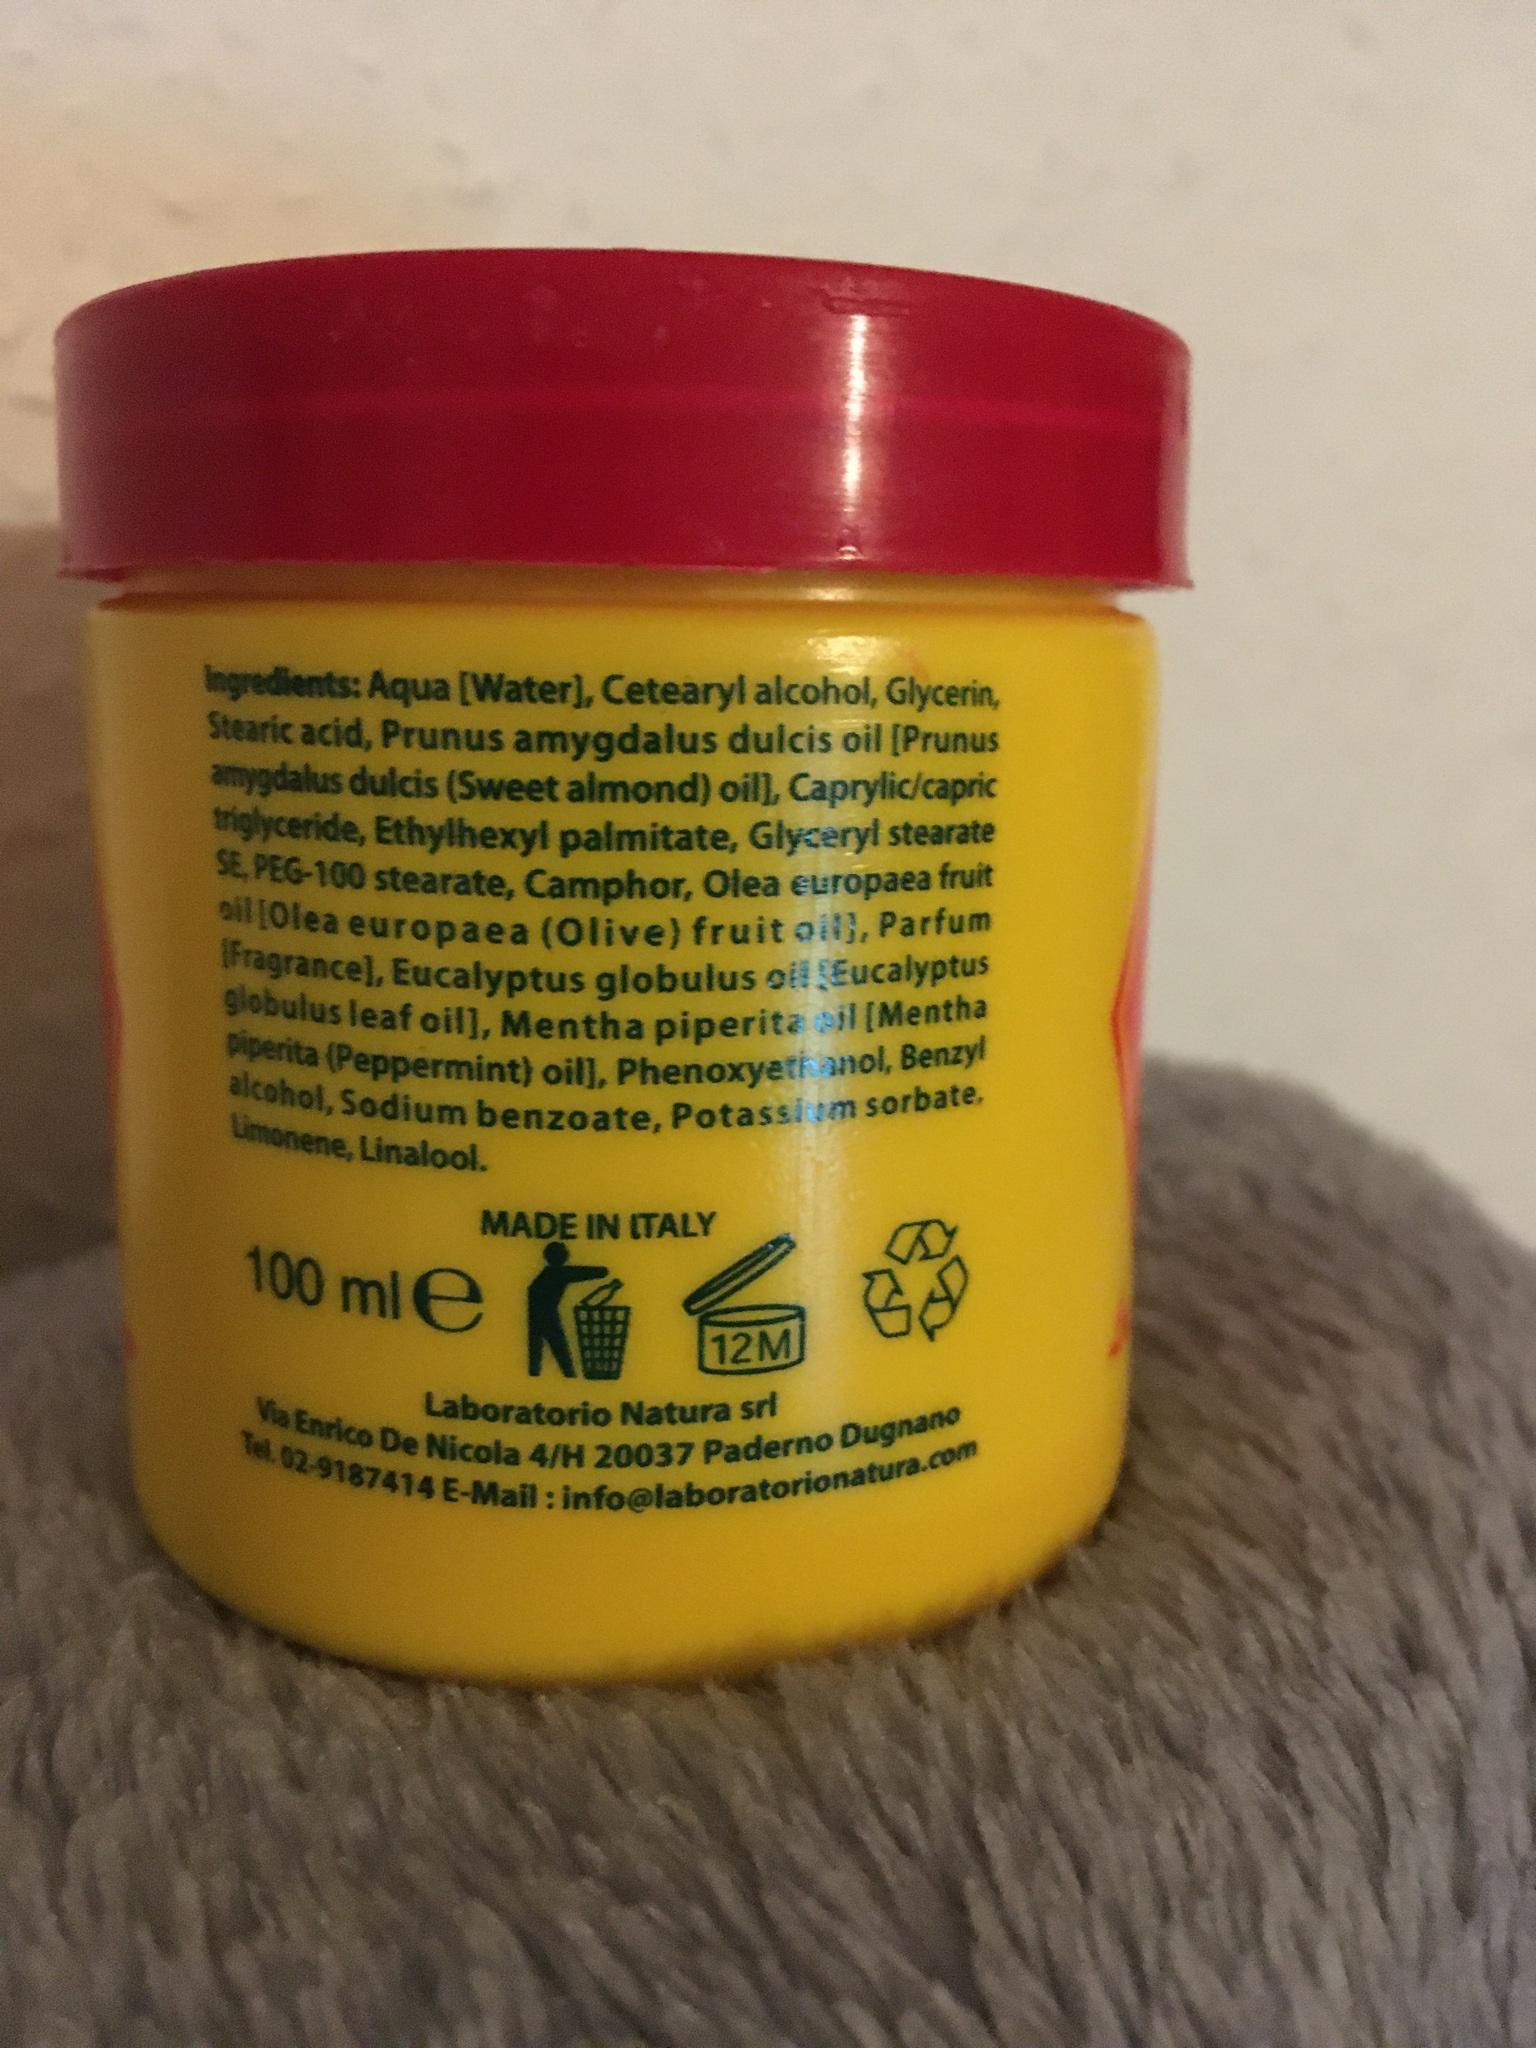 Ingredients: Aqua [Water], Cetearyl alcohol, Glycerin,
Stearic acid, Prunus amygdalus dulcis oil [Prunus
amygdalus dulcis (Sweet almond) oil], Caprylic/capric
triglyceride, Ethylhexyl palmitate, Glyceryl stearate
SE, PEG-100 stearate, Camphor, Olea europaea fruit
oil [Olea europaea (Olive) fruit oil], Parfum
[Fragrance], Eucalyptus globulus oil [Eucalyptus
globulus leaf oil], Mentha piperita oil [Mentha
piperita (Peppermint) oil], Phenoxyethanol, Benzyl
alcohol, Sodium benzoate, Potassium sorbate.
Limonene, Linalool.
MADE IN ITALY
100 ml e
12M
Laboratorio Natura srl
Via Enrico De Nicola 4/H 20037 Paderno Dugnano
Tel. 02-9187414 E-Mail : info@laboratorionatura.com